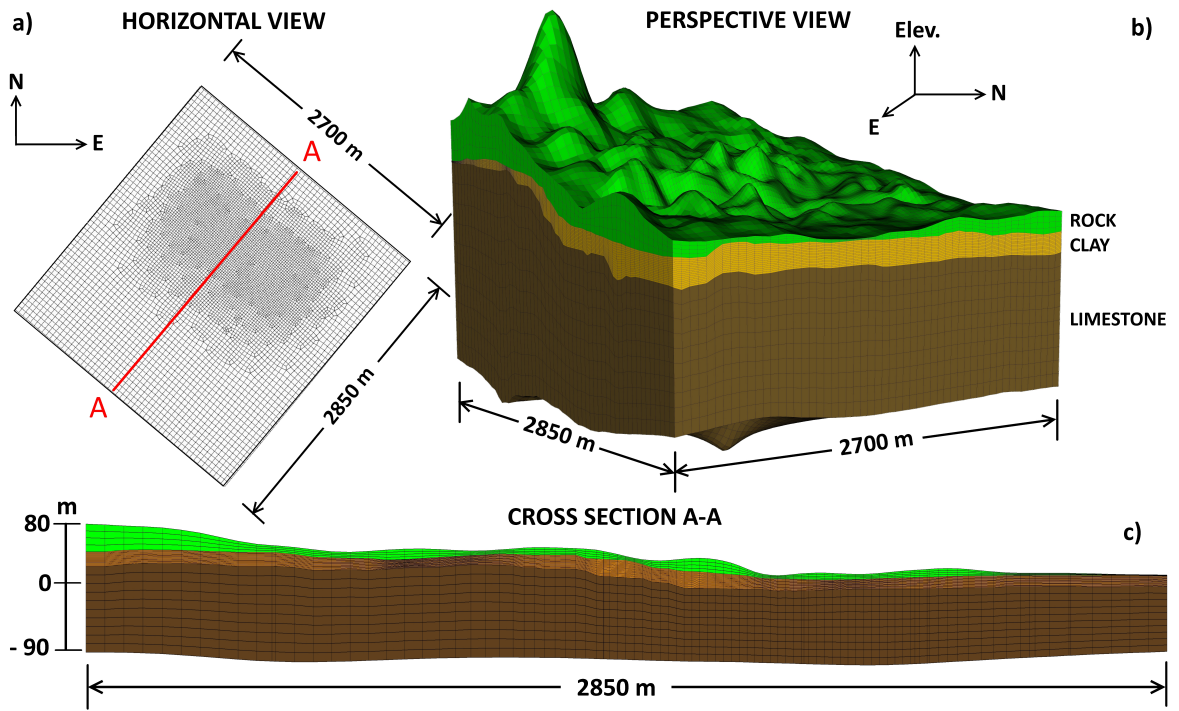 a)
HORIZONTAL VIEW
N
E
2700 m
A
A
2850 m
PERSPECTIVE VIEW
b)
Elev.
N
E
ROCK
CLAY
LIMESTONE
2850 m
2700 m
CROSS SECTION A-A
c)
m
80
0
- 90
2850 m